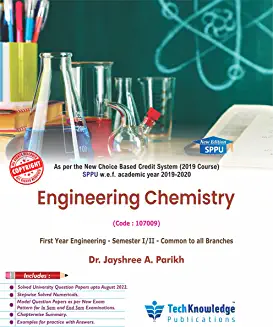 New Edition
SPPU
As per the New Choice Based Credit System (2019 Course)
SPPU w.e.f. academic year 2019-2020
COPYRIGHT
Engineering Chemistry
(Code : 107009)
First Year Engineering - Semester I/II - Common to all Branches
Dr. Jayshree A. Parikh
Includes :
Solved University Question Papers upto August 2022.
Stepwise Solved Numericals.
Model Question Papers as per New Exam
Pattern for In Sem and End Sem Examinations.
Chapterwise Summary.
Examples for practice with Answers.
TechKnowledge
Publications